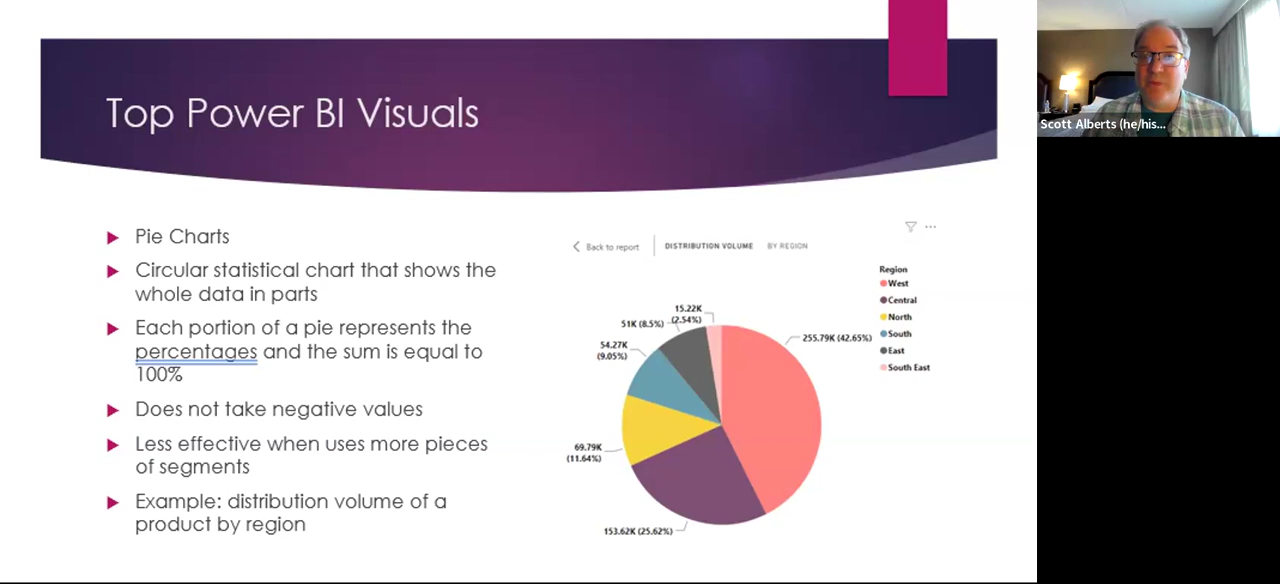 Top Power BI Visuals
Scott Alberts (he/his...
Pie Charts
Circular statistical chart that shows the
whole data in parts
Each portion of a pie represents the
percentages and the sum is equal to
100%
Does not take negative values
Less effective when uses more pieces
of segments
Example: distribution volume of a
product by region
Back to report
DISTRIBUTION VOLUME BY REGION
Region
West
Central
North
South
East
South East
15.22K
(2.54%)
51K (8.5%)
54.27K
(9.05%)
255.79K (42.65%)
69.79K
(11.64%)
153.62K (25.62%)